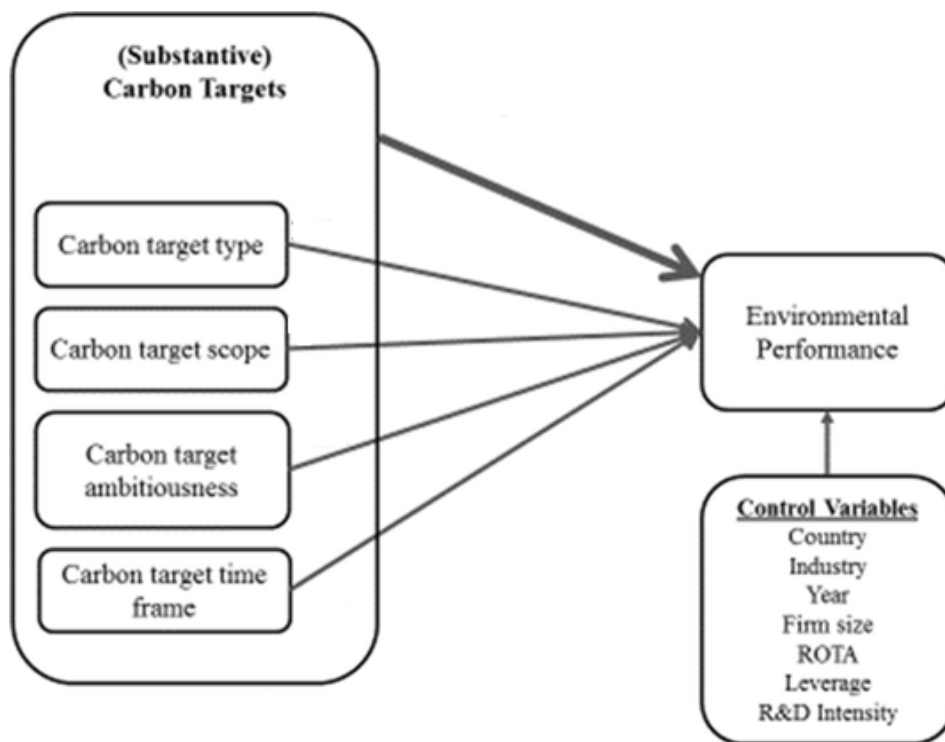 (Substantive)
Carbon Targets
Carbon target type
Carbon target scope
Carbon target
ambitiousness
Carbon target time
frame
Environmental
Performance
Control Variables
Country
Industry
Year
Firm size
ROTA
Leverage
R&D Intensity